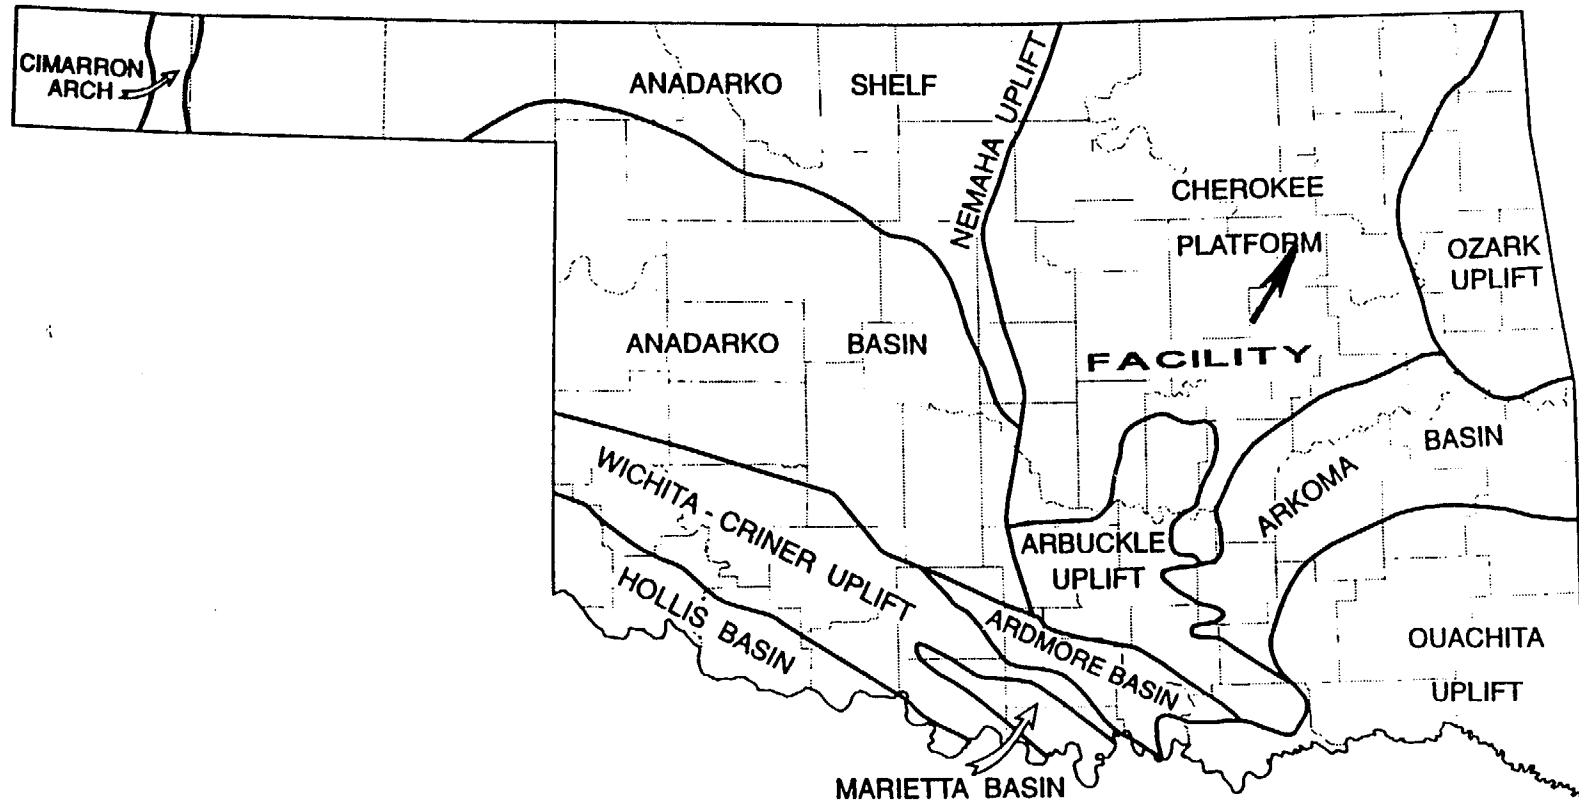 CIMARRON
ARCH
ANADARKO SHELF
NEMAHA UPLIFT
CHEROKEE
PLATFORM
OZARK
UPLIFT
ANADARKO BASIN
FACILITY
ARKOMA BASIN
WICHITA - CRINER UPLIFT
ARBUCKLE
UPLIFT
HOLLIS BASIN
ARDMORE BASIN
OUACHITA
UPLIFT
MARIETTA BASIN